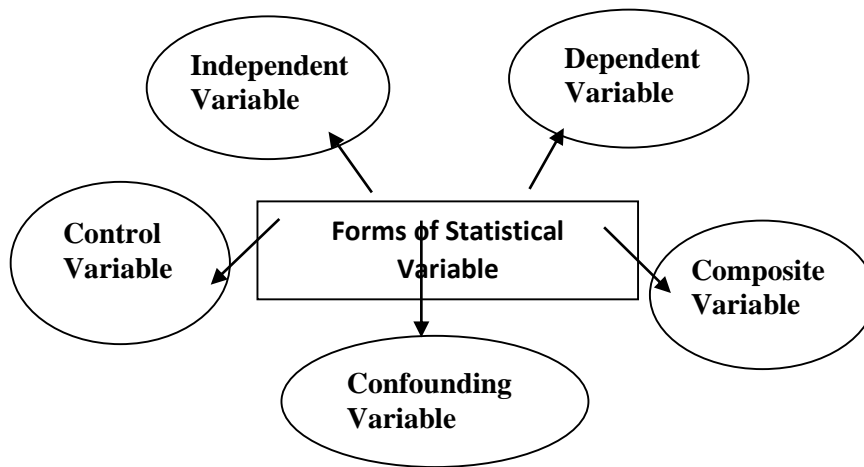 Independent
Variable
Dependent
Variable
Control
Variable
Forms of Statistical
Variable
Composite
Variable
Confounding
Variable